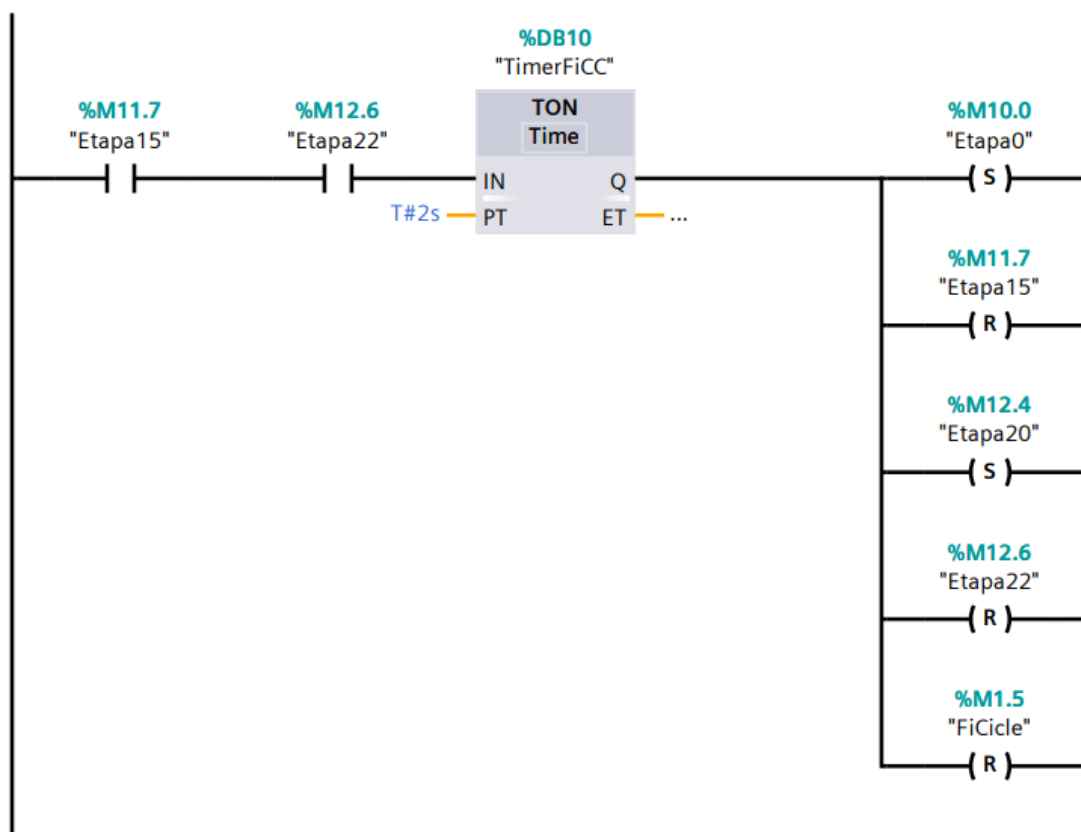 %DB10
"TimerFiCC"
%M11.7
"Etapa15"
%M12.6
"Etapa22"
TON
Time
IN
Q
T#2s
PT
ET
...
%M10.0
"Etapa0"
S
%M11.7
"Etapa15"
R
%M12.4
"Etapa20"
S
%M12.6
"Etapa22"
R
%M1.5
"FiCicle"
R